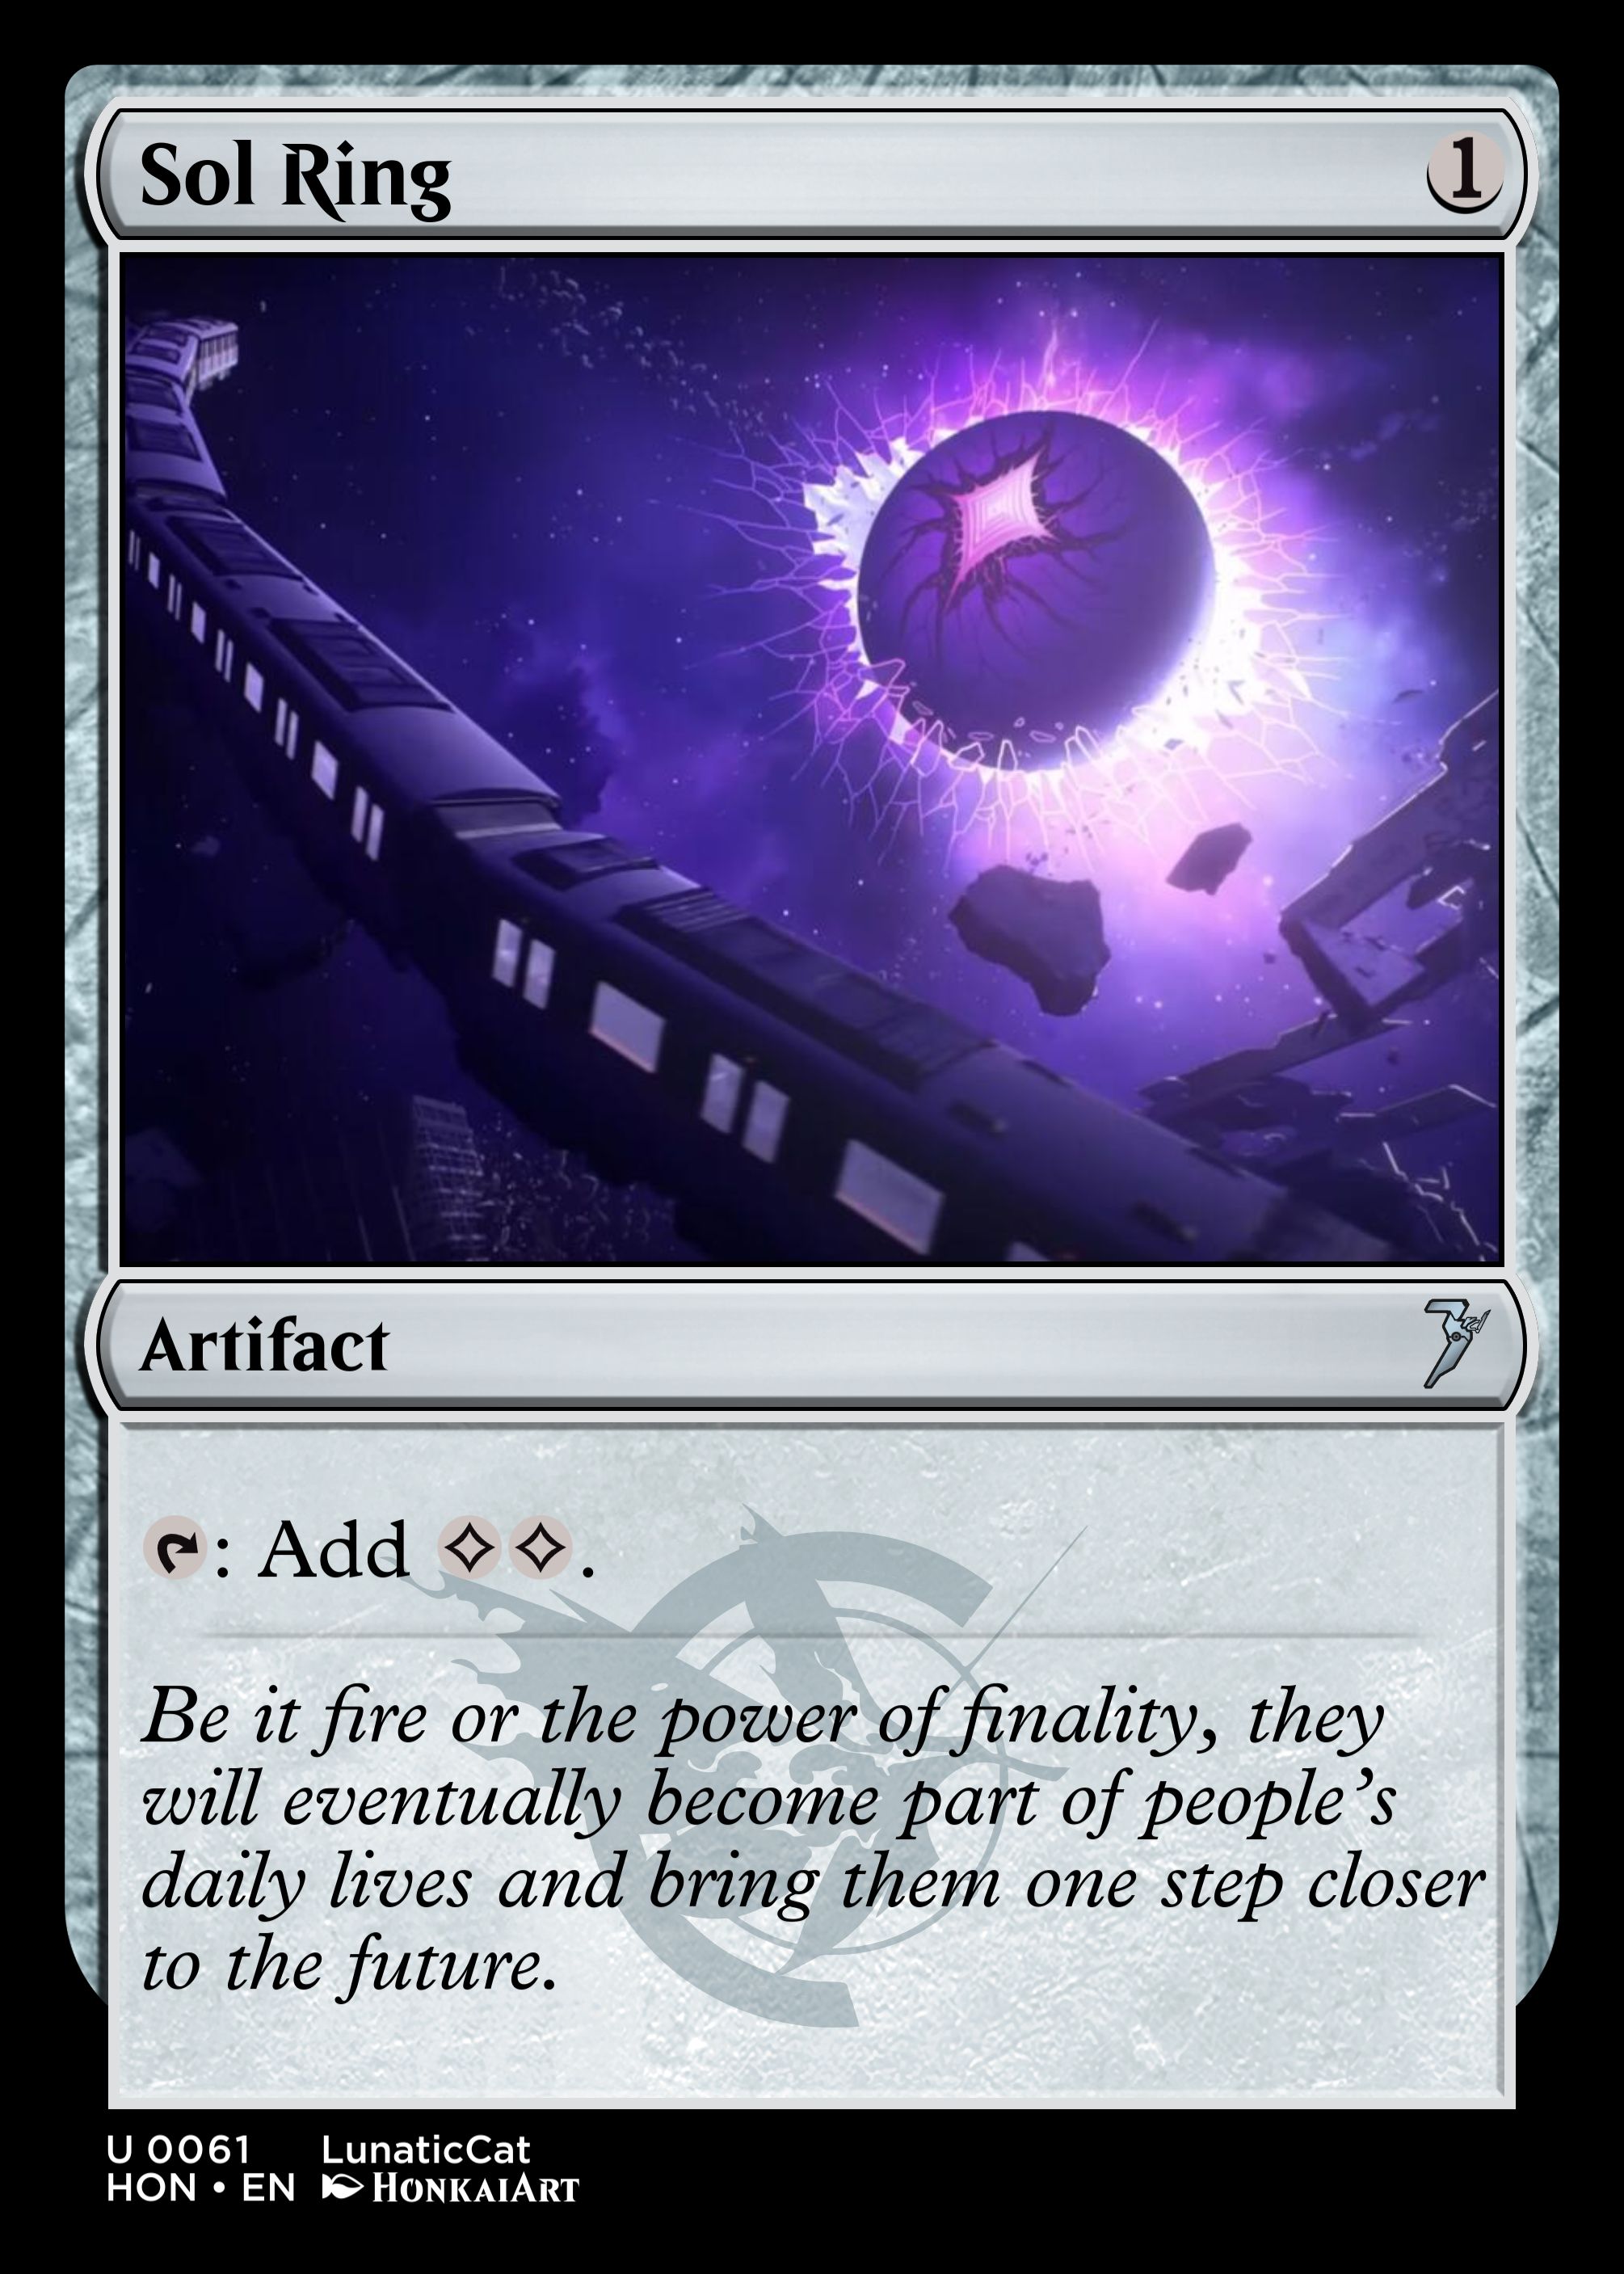 Sol Ring 1
Artifact
: Add .
Be it fire or the power of finality, they
will eventually become part of people’s
daily lives and bring them one step closer
to the future.
U 0061 LunaticCat
HON • EN HONKAIART